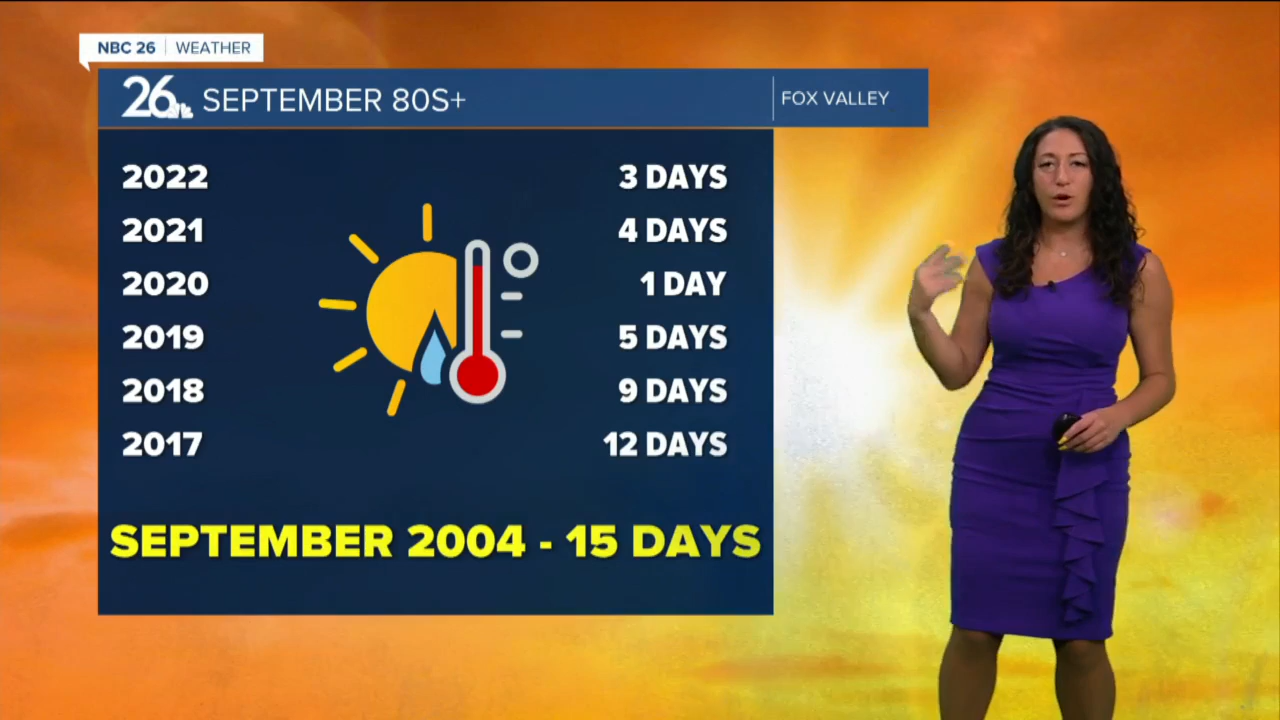 NBC 26 | WEATHER
26 SEPTEMBER 80S+ FOX VALLEY
2022 3 DAYS
2021 4 DAYS
2020 1 DAY
2019 5 DAYS
2018 9 DAYS
2017 12 DAYS
SEPTEMBER 2004 - 15 DAYS